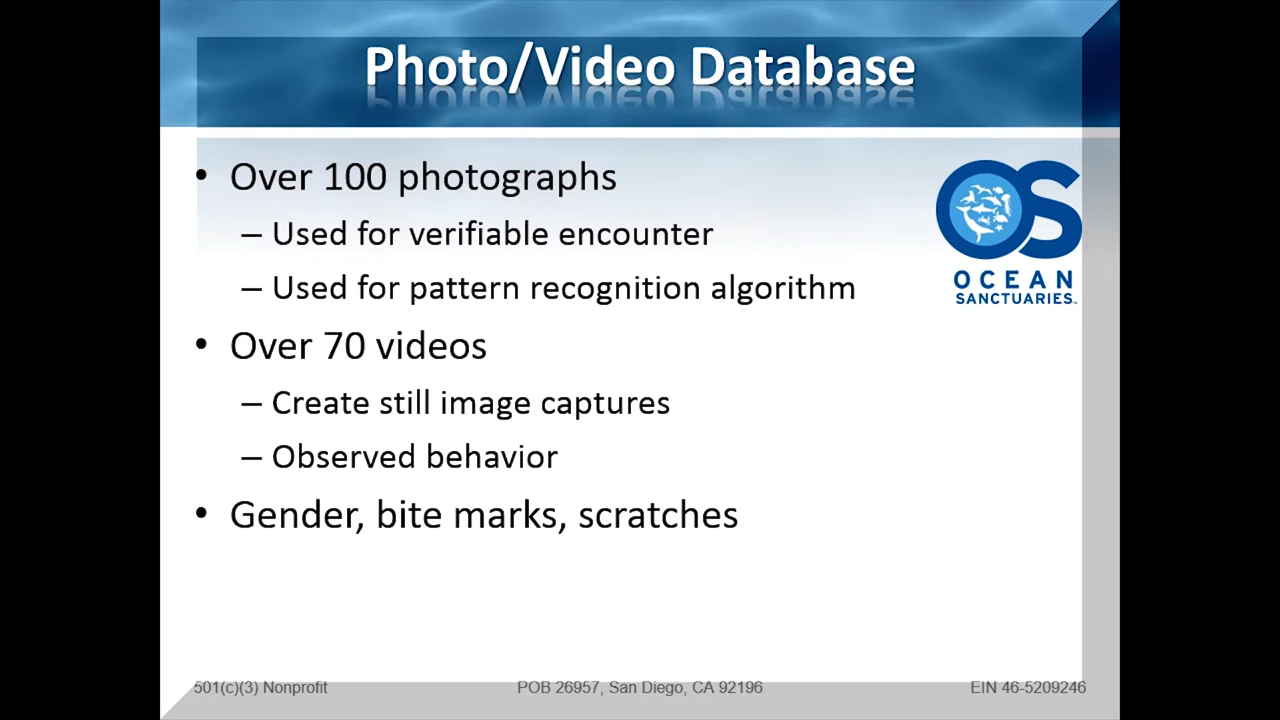 Photo/Video Database
• Over 100 photographs
– Used for verifiable encounter
– Used for pattern recognition algorithm
• Over 70 videos
– Create still image captures
– Observed behavior
• Gender, bite marks, scratches
OS
OCEAN
SANCTUARIES
501(c)(3) Nonprofit
POB 26957, San Diego, CA 92196
EIN 46-5209246